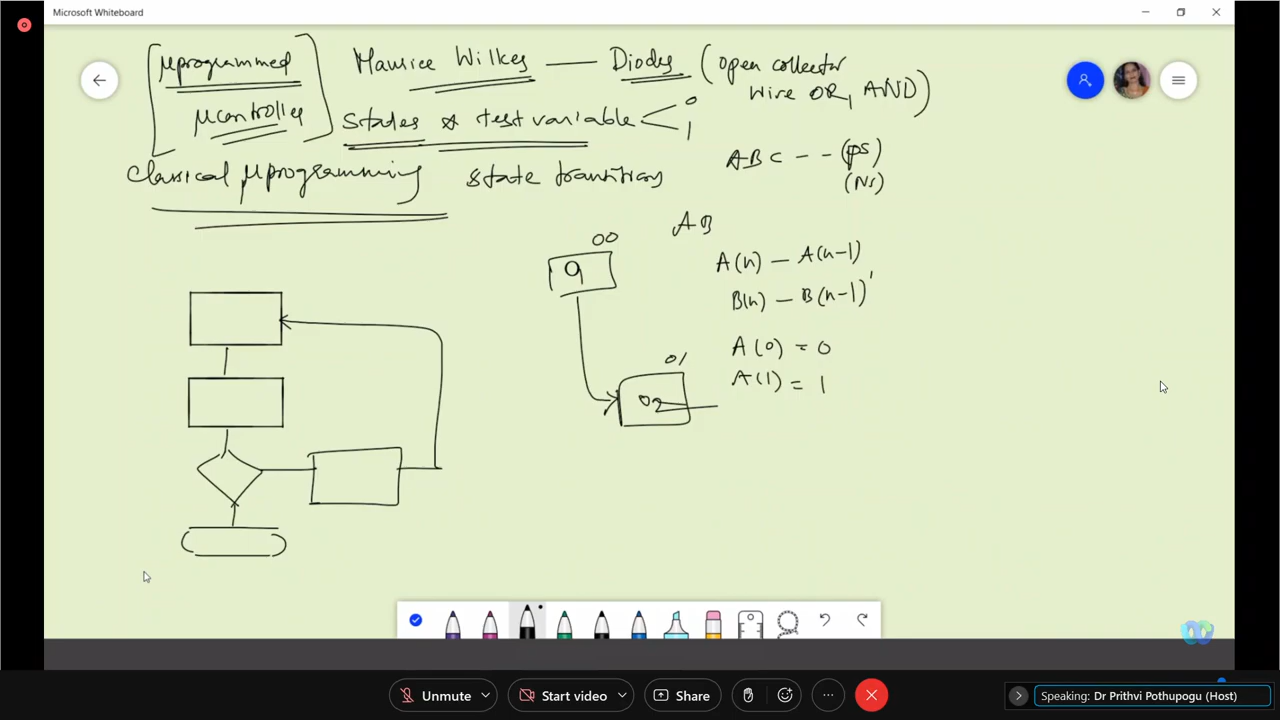 Microsoft Whiteboard
μprogrammed
μcontroller
Maurice Wilkes — Diodes (open collector
wire OR, AND)
States & test variable < 0
1
ABC - - (PS)
(NS)
Classical μprogramming
state transitions
AB
00
A(n) — A(n-1)
B(n) — B(n-1)'
A(0) = 0
01
A(1) = 1
Unmute
Start video
Share
Speaking: Dr Prithvi Pothupogu (Host)